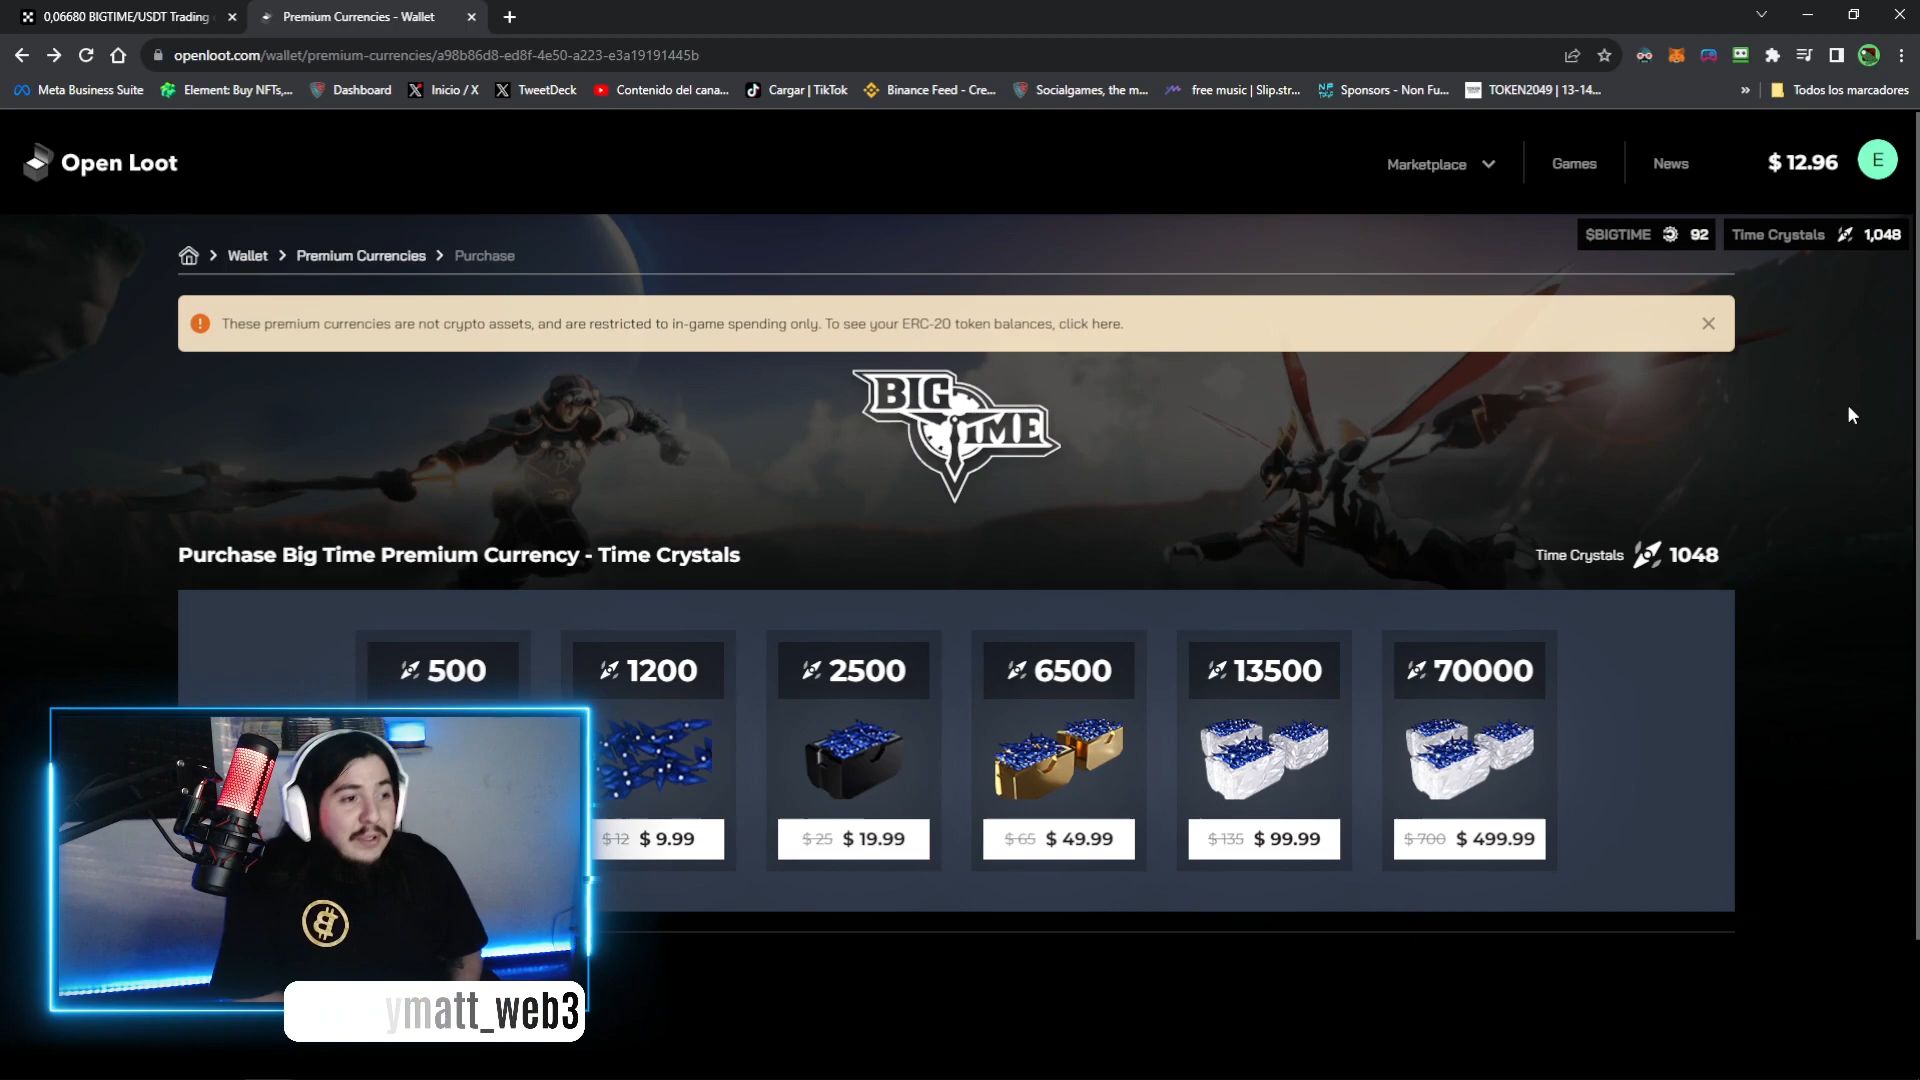 0,06680 BIGTIME/USDT Trading
Premium Currencies - Wallet
openloot.com/wallet/premium-currencies/a98b86d8-ed8f-4e50-a223-e3a19191445b
Meta Business Suite
Element: Buy NFTs,...
Dashboard
Inicio / X
TweetDeck
Contenido del cana...
Cargar | TikTok
Binance Feed - Cre...
Socialgames, the m...
free music | Slip.str...
Sponsors - Non Fu...
TOKEN2049 | 13-14...
»
Todos los marcadores
Open Loot
Marketplace
Games
News
$ 12.96
E
$BIGTIME 92
Time Crystals 1,048
Wallet > Premium Currencies > Purchase
These premium currencies are not crypto assets, and are restricted to in-game spending only. To see your ERC-20 token balances, click here.
BIG
TIME
Purchase Big Time Premium Currency - Time Crystals
Time Crystals 1048
500
1200
2500
6500
13500
70000
$ 12 $ 9.99
$ 25 $ 19.99
$ 65 $ 49.99
$ 135 $ 99.99
$ 700 $ 499.99
ymatt_web3